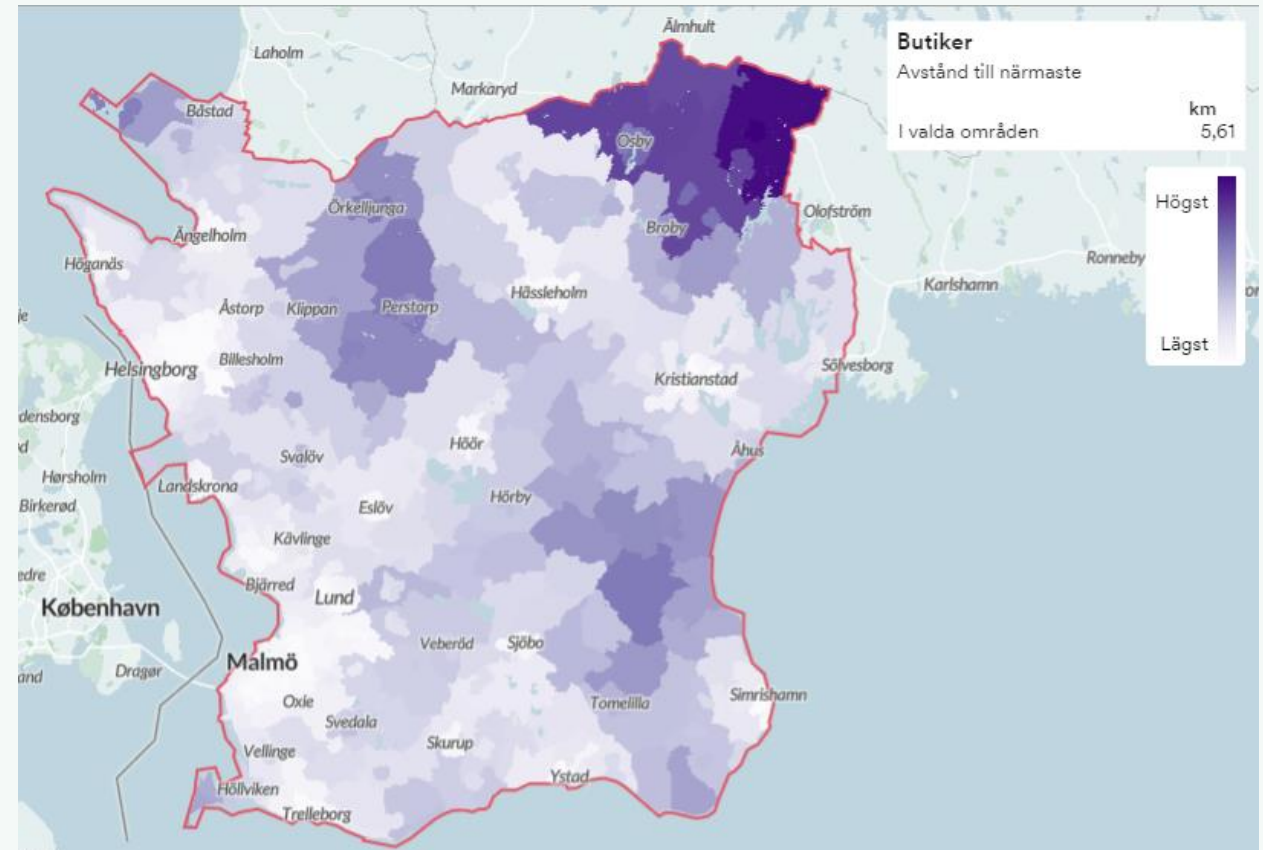 Älmhult
Laholm
Markaryd
Båstad
Osby
Örkelljunga
Broby
Olofström
Ängelholm
Höganäs
Hässleholm
Karlshamn
Ronneby
Åstorp
Klippan
Perstorp
Helsingborg
Billesholm
Kristianstad
Sölvesborg
densborg
Hørsholm
Birkerød
Svalöv
Höör
Åhus
Landskrona
Eslöv
Hörby
Kävlinge
Bjärred
Lund
København
Veberöd
Sjöbo
Malmö
Dragør
Oxie
Svedala
Tomelilla
Simrishamn
Vellinge
Skurup
Ystad
Höllviken
Trelleborg
Butiker
Avstånd till närmaste
km
I valda områden 5,61
Högst
Lägst